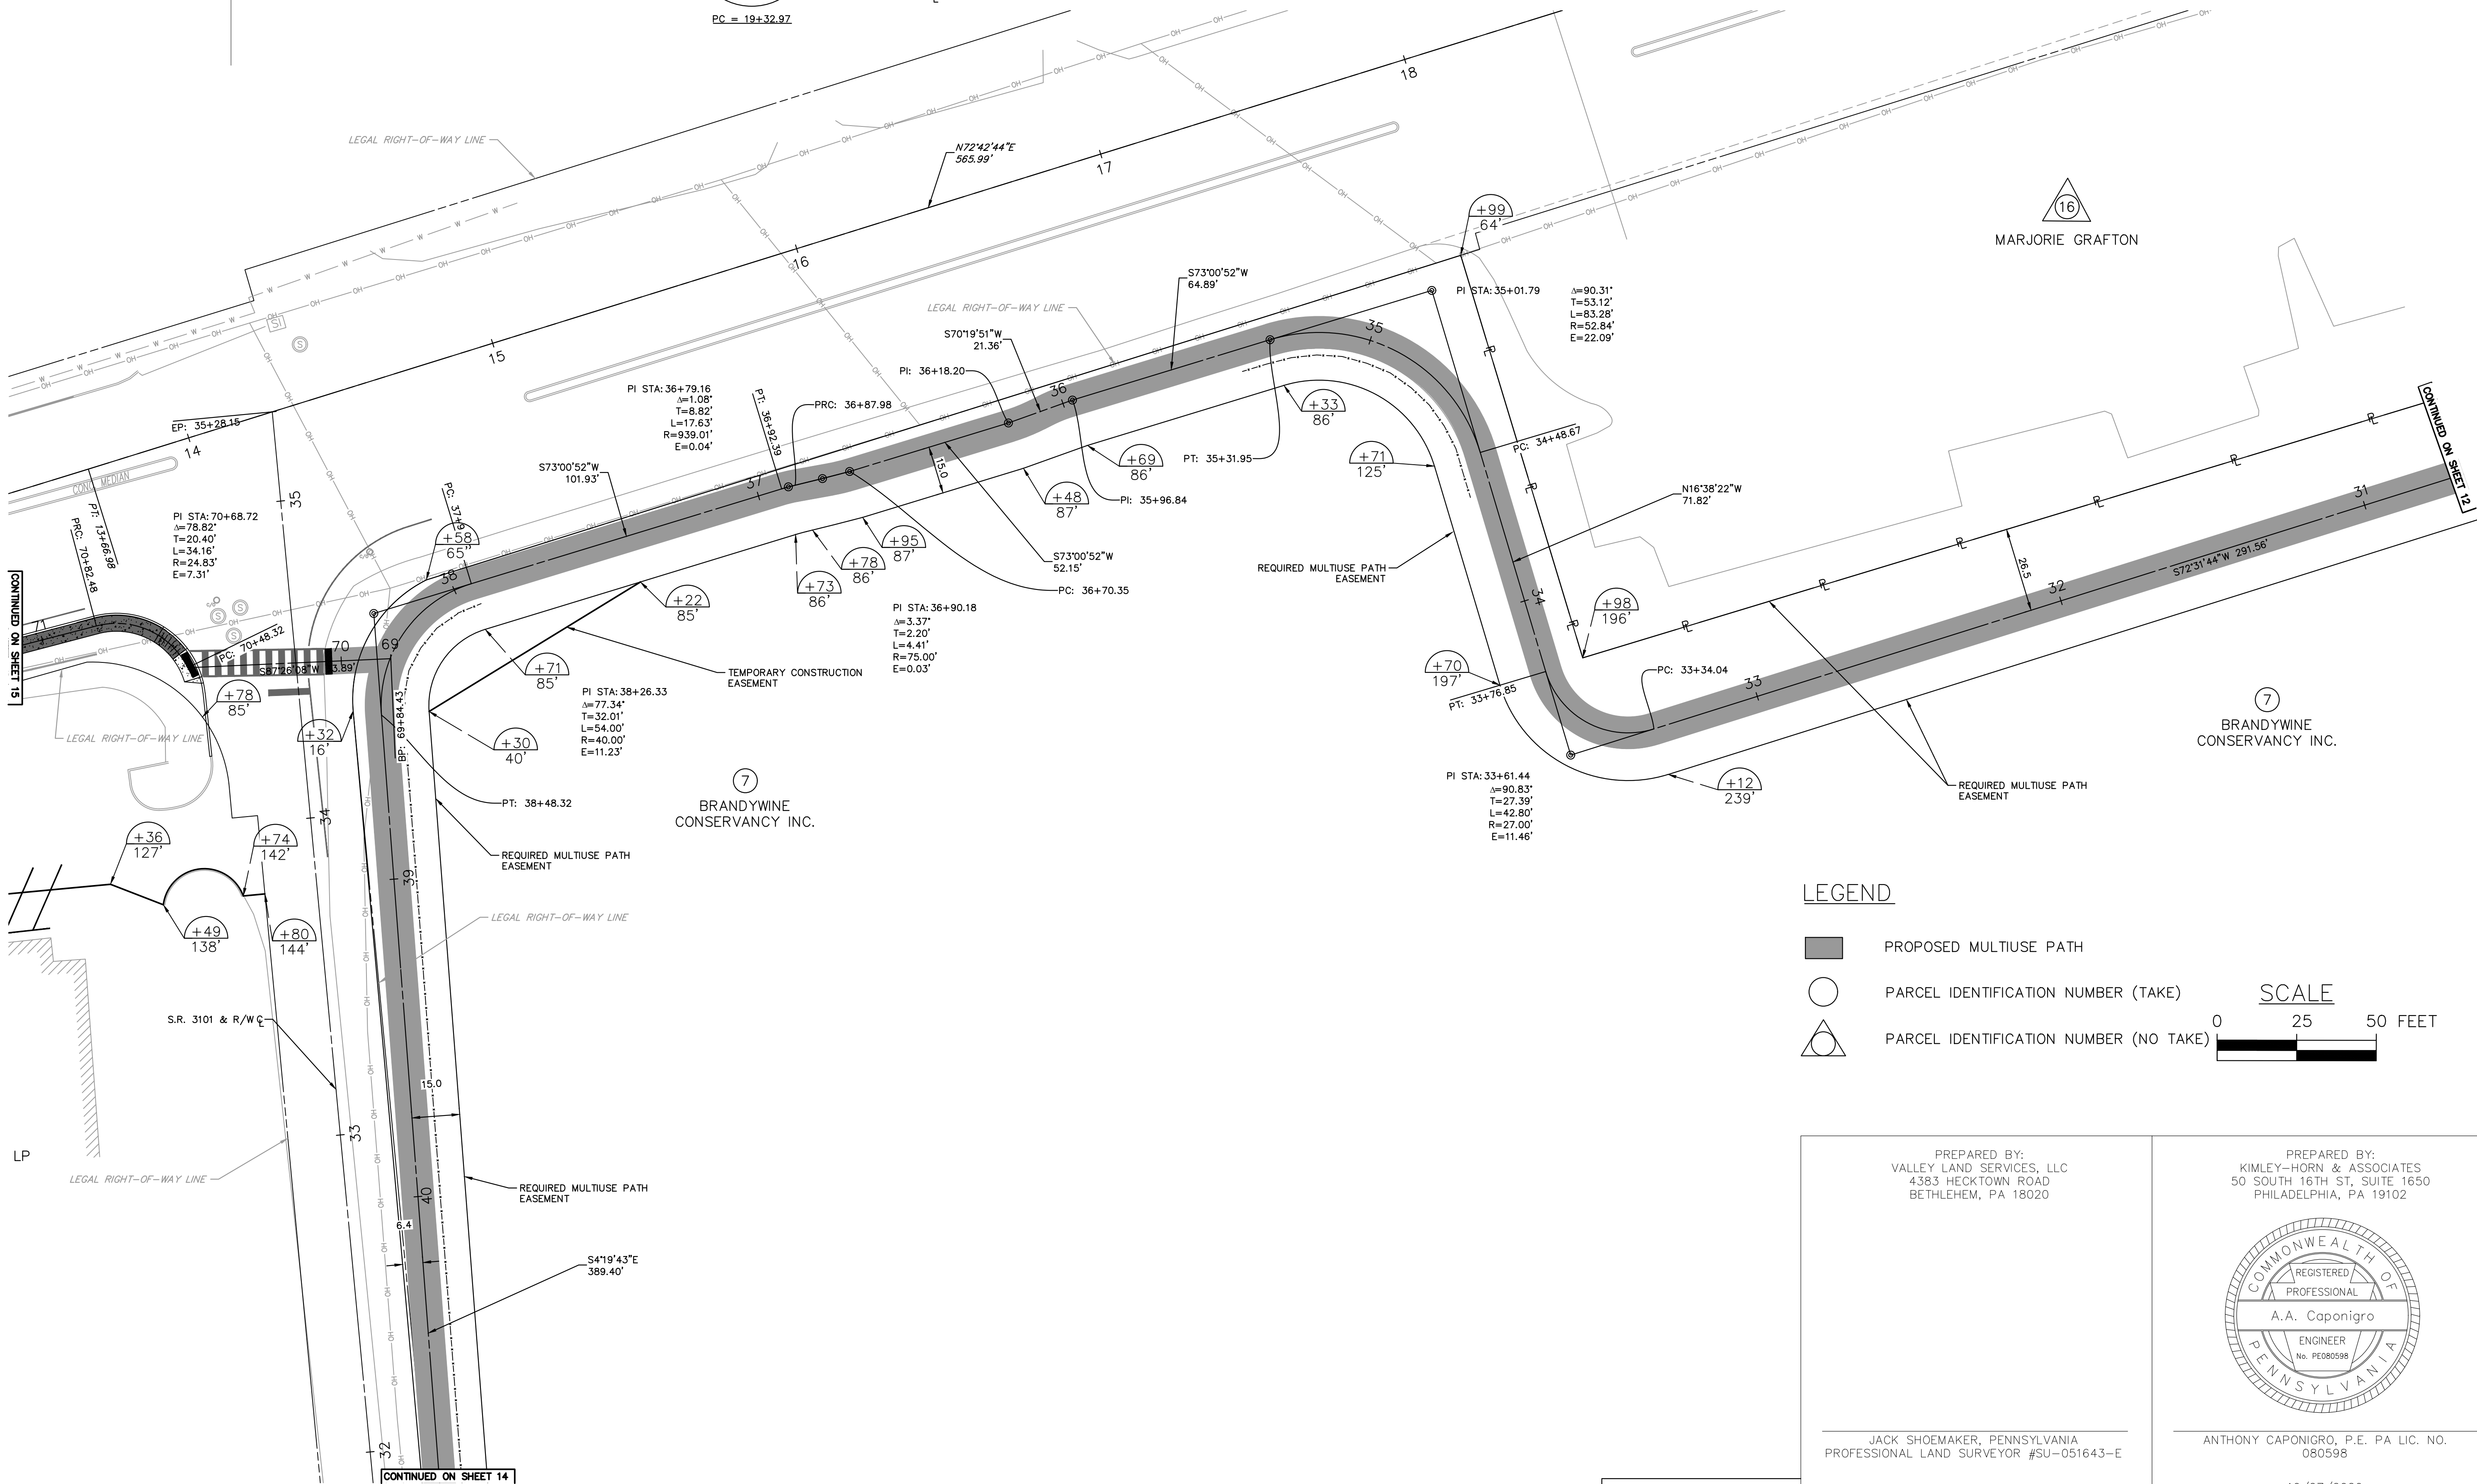 PC = 19+32.97
LEGAL RIGHT-OF-WAY LINE
N72°42'44"E
565.99'
18
17
16
15
14
+99
64'
16
MARJORIE GRAFTON
S73°00'52"W
64.89'
LEGAL RIGHT-OF-WAY LINE
PI STA: 35+01.79
Δ=90.31°
T=53.12'
L=83.28'
R=52.84'
E=22.09'
S70°19'51"W
21.36'
PI: 36+18.20
35
36
PI STA: 36+79.16
Δ=1.08°
T=8.82'
L=17.63'
R=939.01'
E=0.04'
PT: 36+92.39
PRC: 36+87.98
EP: 35+28.15
CONC MEDIAN
PT: 13+66.98
PRC: 70+82.48
PI STA: 70+68.72
Δ=78.82°
T=20.40'
L=34.16'
R=24.83'
E=7.31'
35
S73°00'52"W
101.93'
37
15.0
+33
86'
PT: 35+31.95
+69
86'
+71
125'
PC: 34+48.67
+48
87'
PI: 35+96.84
N16°38'22"W
71.82'
CONTINUED ON SHEET 12
31
+58
65'
38
+95
87'
+78
86'
+73
86'
S73°00'52"W
52.15'
PC: 36+70.35
REQUIRED MULTIUSE PATH
EASEMENT
34
+98
196'
26.5
32
S72°31'44"W 291.56'
CONTINUED ON SHEET 15
PC: 70+48.32
70
69
S87°26'08"W
+22
85'
PI STA: 36+90.18
Δ=3.37°
T=2.20'
L=4.41'
R=75.00'
E=0.03'
+70
197'
PT: 33+76.85
PC: 33+34.04
33
+78
85'
+71
85'
TEMPORARY CONSTRUCTION
EASEMENT
PI STA: 38+26.33
Δ=77.34°
T=32.01'
L=54.00'
R=40.00'
E=11.23'
BP: 69+84.43
+32
16'
+30
40'
LEGAL RIGHT-OF-WAY LINE
7
BRANDYWINE
CONSERVANCY INC.
7
BRANDYWINE
CONSERVANCY INC.
PI STA: 33+61.44
Δ=90.83°
T=27.39'
L=42.80'
R=27.00'
E=11.46'
+12
239'
REQUIRED MULTIUSE PATH
EASEMENT
PT: 38+48.32
34
+36
127'
+74
142'
REQUIRED MULTIUSE PATH
EASEMENT
39
+49
138'
+80
144'
LEGAL RIGHT-OF-WAY LINE
LEGEND
PROPOSED MULTIUSE PATH
PARCEL IDENTIFICATION NUMBER (TAKE)
PARCEL IDENTIFICATION NUMBER (NO TAKE)
SCALE
0 25 50 FEET
S.R. 3101 & R/W
15.0
33
LP
LEGAL RIGHT-OF-WAY LINE
REQUIRED MULTIUSE PATH
EASEMENT
40
6.4
S4°19'43"E
389.40'
32
CONTINUED ON SHEET 14
PREPARED BY:
VALLEY LAND SERVICES, LLC
4383 HECKTOWN ROAD
BETHLEHEM, PA 18020
JACK SHOEMAKER, PENNSYLVANIA
PROFESSIONAL LAND SURVEYOR #SU-051643-E
PREPARED BY:
KIMLEY-HORN & ASSOCIATES
50 SOUTH 16TH ST, SUITE 1650
PHILADELPHIA, PA 19102
COMMONWEALTH OF
REGISTERED
PROFESSIONAL
A.A. Caponigro
ENGINEER
No. PE080598
PENNSYLVANIA
ANTHONY CAPONIGRO, P.E. PA LIC. NO.
080598